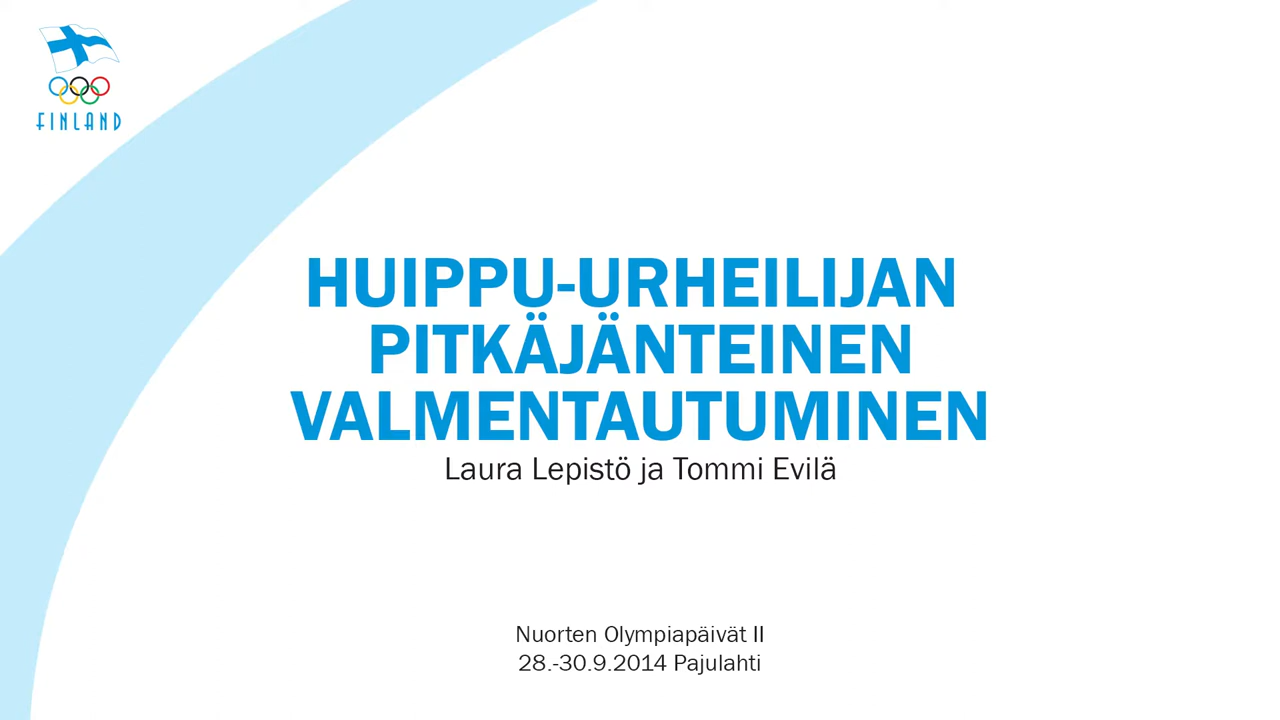 FINLAND
HUIPPU-URHEILIJAN
PITKÄJÄNTEINEN
VALMENTAUTUMINEN
Laura Lepistö ja Tommi Evilä
Nuorten Olympiapäivät II
28.-30.9.2014 Pajulahti